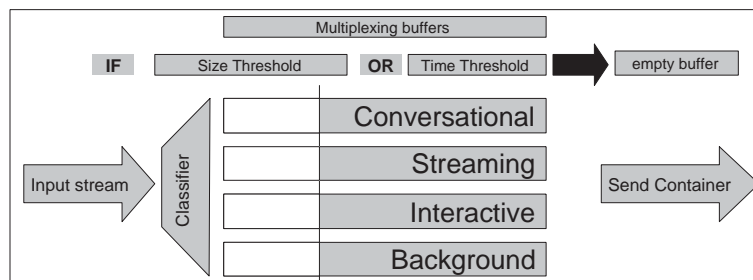 Multiplexing buffers
IF Size Threshold OR Time Threshold empty buffer
Conversational
Streaming
Input stream Classifier Send Container
Interactive
Background